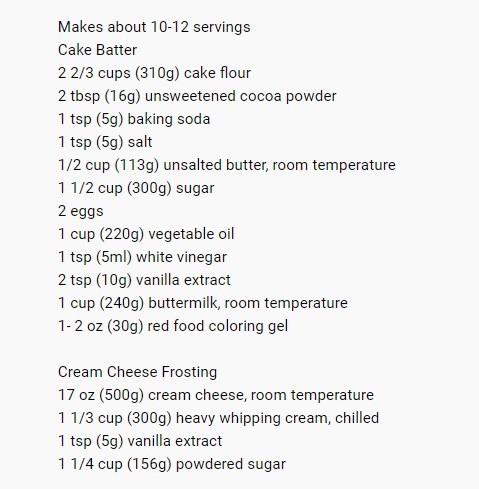 Makes about 10-12 servings
Cake Batter
2 2/3 cups (310g) cake flour
2 tbsp (16g) unsweetened cocoa powder
1 tsp (5g) baking soda
1 tsp (5g) salt
1/2 cup (113g) unsalted butter, room temperature
1 1/2 cup (300g) sugar
2 eggs
1 cup (220g) vegetable oil
1 tsp (5ml) white vinegar
2 tsp (10g) vanilla extract
1 cup (240g) buttermilk, room temperature
1- 2 oz (30g) red food coloring gel

Cream Cheese Frosting
17 oz (500g) cream cheese, room temperature
1 1/3 cup (300g) heavy whipping cream, chilled
1 tsp (5g) vanilla extract
1 1/4 cup (156g) powdered sugar